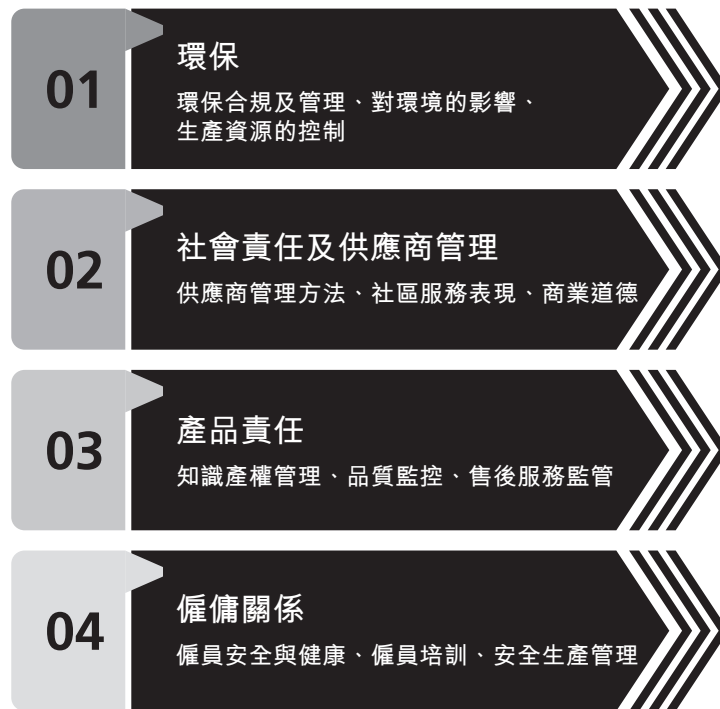 01
環保
環保合規及管理、對環境的影響、
生產資源的控制
02
社會責任及供應商管理
供應商管理方法、社區服務表現、商業道德
03
產品責任
知識產權管理、品質監控、售後服務監管
04
僱傭關係
僱員安全與健康、僱員培訓、安全生產管理